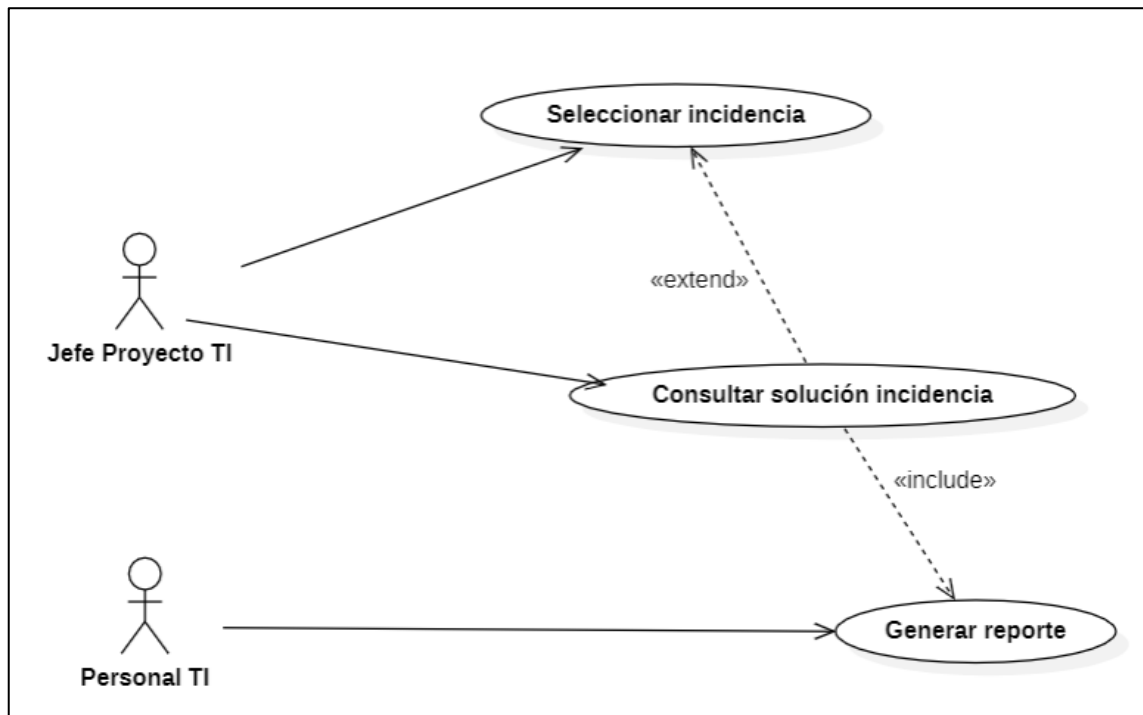 Seleccionar incidencia
«extend»
Jefe Proyecto TI
Consultar solución incidencia
«include»
Generar reporte
Personal TI